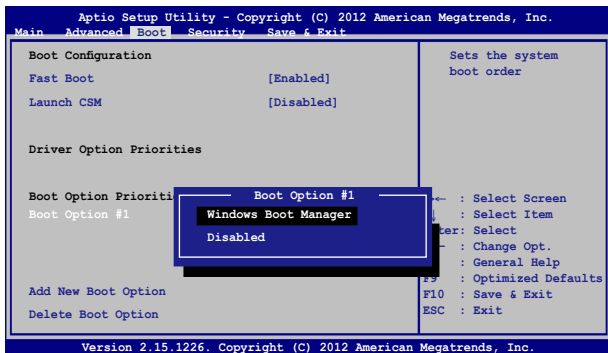 Aptio Setup Utility - Copyright (C) 2012 American Megatrends, Inc.
Main Advanced Boot Security Save & Exit
Boot Configuration
Fast Boot [Enabled]
Launch CSM [Disabled]
Driver Option Priorities
Boot Option Prioriti
Boot Option #1
Boot Option #1
Windows Boot Manager
Disabled
Add New Boot Option
Delete Boot Option
Sets the system
boot order
: Select Screen
: Select Item
ter: Select
: Change Opt.
: General Help
F9 : Optimized Defaults
F10 : Save & Exit
ESC : Exit
Version 2.15.1226. Copyright (C) 2012 American Megatrends, Inc.